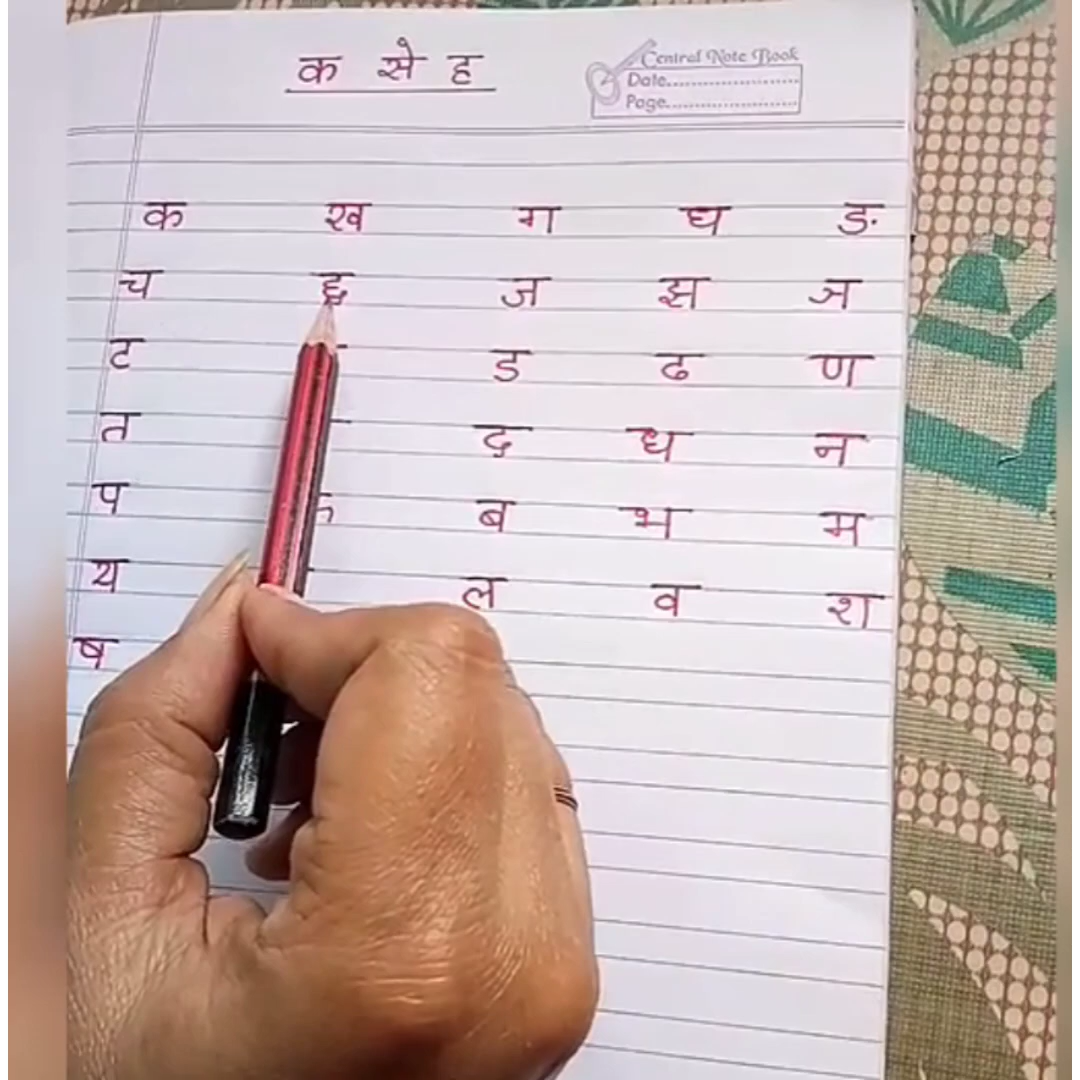 क से ह
Central Note Book
Date
Page
क ख ग घ ङ
च छ ज झ ञ
ट ड ढ ण
त द ध न
प ब भ म
य ल व श
ष